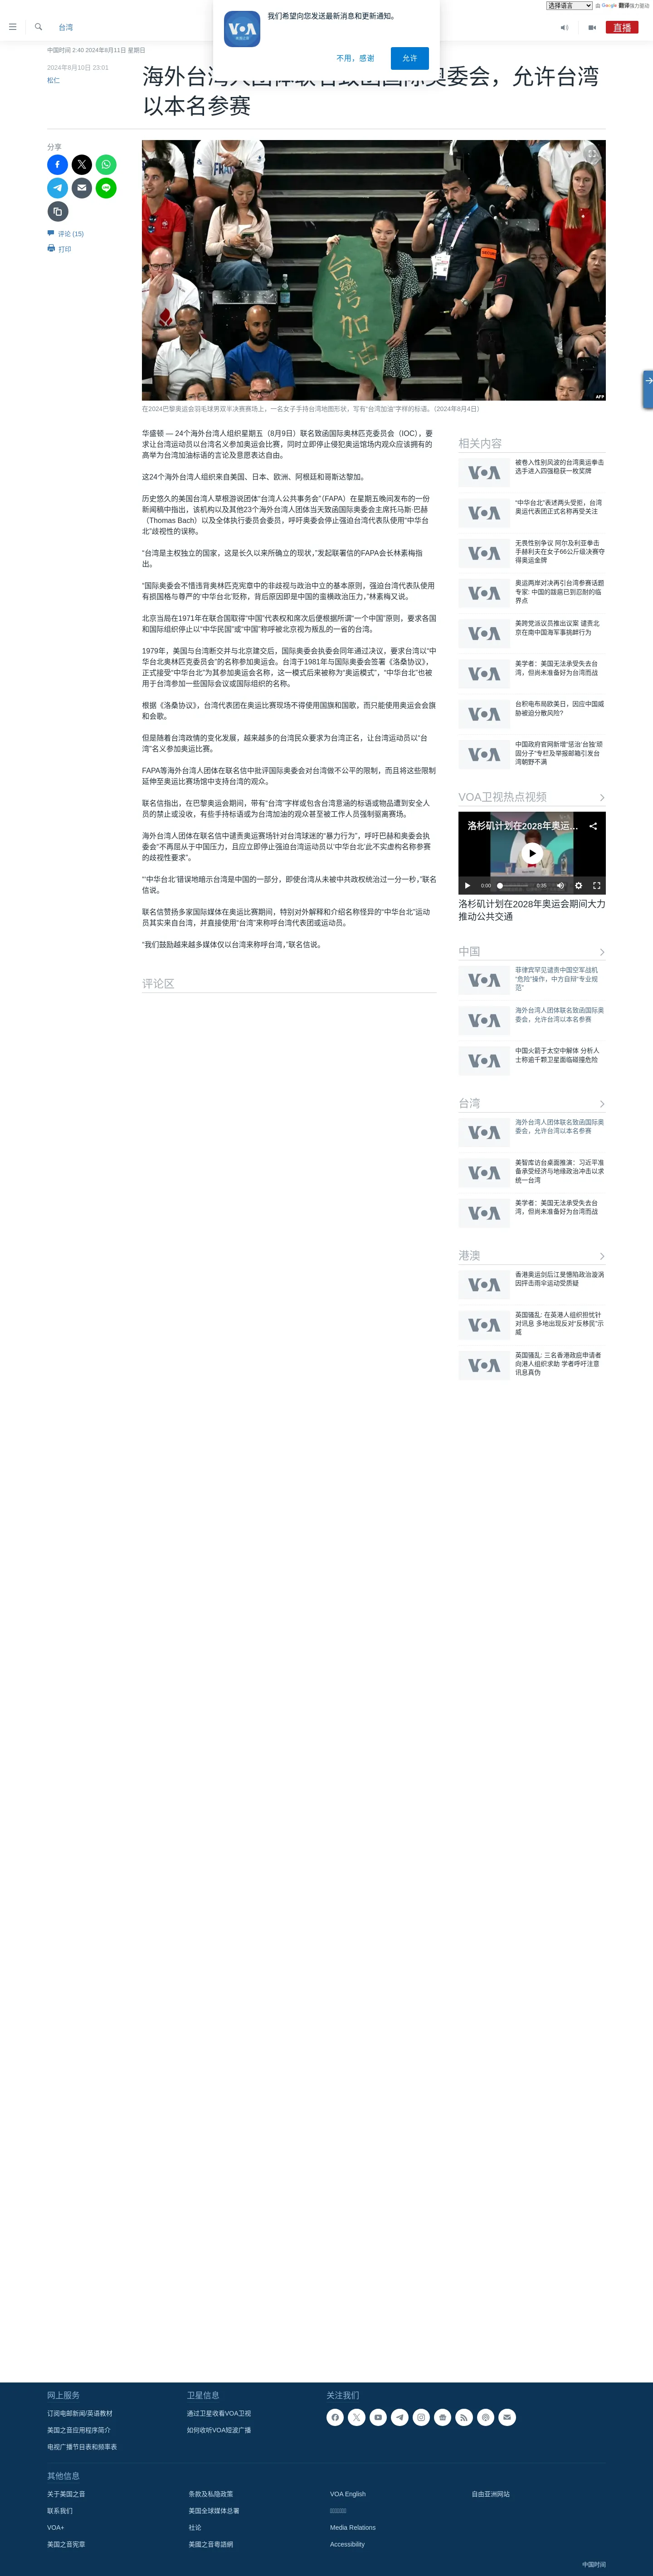 选择语言 由 Google 翻译强力驱动
我们希望向您发送最新消息和更新通知。
不用，感谢
允许
台湾
直播
中国时间 2:40 2024年8月11日 星期日
2024年8月10日 23:01
松仁
海外台湾人团体联名致函国际奥委会，允许台湾
以本名参赛
分享
评论 (15)
打印
台湾加油
SECUR
AFP
在2024巴黎奥运会羽毛球男双半决赛赛场上，一名女子手持台湾地图形状，写有"台湾加油"字样的标语。（2024年8月4日）
华盛顿 — 24个海外台湾人组织星期五（8月9日）联名致函国际奥林匹克委员会（IOC），要
求让台湾运动员以台湾名义参加奥运会比赛，同时立即停止侵犯奥运馆场内观众应该拥有的
高举为台湾加油标语的言论及意愿表达自由。
这24个海外台湾人组织来自美国、日本、欧洲、阿根廷和哥斯达黎加。
历史悠久的美国台湾人草根游说团体"台湾人公共事务会"（FAPA）在星期五晚间发布的一份
新闻稿中指出，该机构以及其他23个海外台湾人团体当天致函国际奥委会主席托马斯·巴赫
（Thomas Bach）以及全体执行委员会委员，呼吁奥委会停止强迫台湾代表队使用"中华台
北"歧视性的误称。
"台湾是主权独立的国家，这是长久以来所确立的现状，"发起联署信的FAPA会长林素梅指
出。
"国际奥委会不惜违背奥林匹克宪章中的非歧视与政治中立的基本原则，强迫台湾代表队使用
有损国格与尊严的'中华台北'贬称，背后原因即是中国的蛮横政治压力，"林素梅又说。
北京当局在1971年在联合国取得"中国"代表权和席次后便根据所谓"一个中国"原则，要求各国
和国际组织停止以"中华民国"或"中国"称呼被北京视为叛乱的一省的台湾。
1979年，美国与台湾断交并与北京建交后，国际奥委会执委会同年通过决议，要求台湾以"中
华台北奥林匹克委员会"的名称参加奥运会。台湾于1981年与国际奥委会签署《洛桑协议》，
正式接受"中华台北"为其参加奥运会名称，这一模式后来被称为"奥运模式"，"中华台北"也被
用于台湾参加一些国际会议或国际组织的名称。
根据《洛桑协议》，台湾代表团在奥运比赛现场不得使用国旗和国歌，而只能使用奥运会会旗
和会歌。
但是随着台湾政情的变化发展，越来越多的台湾民众要求为台湾正名，让台湾运动员以"台
湾"名义参加奥运比赛。
FAPA等海外台湾人团体在联名信中批评国际奥委会对台湾做不公平的限制，而且将这些限制
延伸至奥运比赛场馆中支持台湾的观众。
联名信指出，在巴黎奥运会期间，带有"台湾"字样或包含台湾意涵的标语或物品遭到安全人
员的禁止或没收，有些手持标语或为台湾加油的观众甚至被工作人员强制驱离赛场。
海外台湾人团体在联名信中谴责奥运赛场针对台湾球迷的"暴力行为"，呼吁巴赫和奥委会执
委会"不再屈从于中国压力，且应立即停止强迫台湾运动员以'中华台北'此不实虚构名称参赛
的歧视性要求"。
"'中华台北'错误地暗示台湾是中国的一部分，即使台湾从未被中共政权统治过一分一秒，"联名
信说。
联名信赞扬多家国际媒体在奥运比赛期间，特别对外解释和介绍名称怪异的"中华台北"运动
员其实来自台湾，并直接使用"台湾"来称呼台湾代表团或运动员。
"我们鼓励越来越多媒体仅以台湾来称呼台湾，"联名信说。
评论区
相关内容
被卷入性别风波的台湾奥运拳击
选手进入四强稳获一枚奖牌
"中华台北"表述两头受拒，台湾
奥运代表团正式名称再受关注
无畏性别争议 阿尔及利亚拳击
手赫利夫在女子66公斤级决赛夺
得奥运金牌
奥运两岸对决再引台湾参赛话题
专家: 中国的跋扈已到忍耐的临
界点
美跨党派议员推出议案 谴责北
京在南中国海军事挑衅行为
美学者：美国无法承受失去台
湾，但尚未准备好为台湾而战
台积电布局欧美日，因应中国威
胁被迫分散风险?
中国政府官网新增"惩治'台独'顽
固分子"专栏及举报邮箱引发台
湾朝野不满
VOA卫视热点视频
洛杉矶计划在2028年奥运…
0:00 0:35
洛杉矶计划在2028年奥运会期间大力
推动公共交通
中国
菲律宾罕见谴责中国空军战机
"危险"操作，中方自辩"专业规
范"
海外台湾人团体联名致函国际奥
委会，允许台湾以本名参赛
中国火箭于太空中解体 分析人
士称逾千颗卫星面临碰撞危险
台湾
海外台湾人团体联名致函国际奥
委会，允许台湾以本名参赛
美智库访台桌面推演：习近平准
备承受经济与地缘政治冲击以求
统一台湾
美学者：美国无法承受失去台
湾，但尚未准备好为台湾而战
港澳
香港奥运剑后江旻憓陷政治漩涡
因抨击雨伞运动受质疑
英国骚乱: 在英港人组织担忧针
对讯息 多地出现反对"反移民"示
威
英国骚乱: 三名香港政庇申请者
向港人组织求助 学者呼吁注意
讯息真伪
网上服务
订阅电邮新闻/英语教材
美国之音应用程序简介
电视广播节目表和频率表
卫星信息
通过卫星收看VOA卫视
如何收听VOA短波广播
关注我们
其他信息
关于美国之音
联系我们
VOA+
美国之音宪章
条款及私隐政策
美国全球媒体总署
社论
美國之音粵語網
VOA English
Media Relations
Accessibility
自由亚洲网站
中国时间